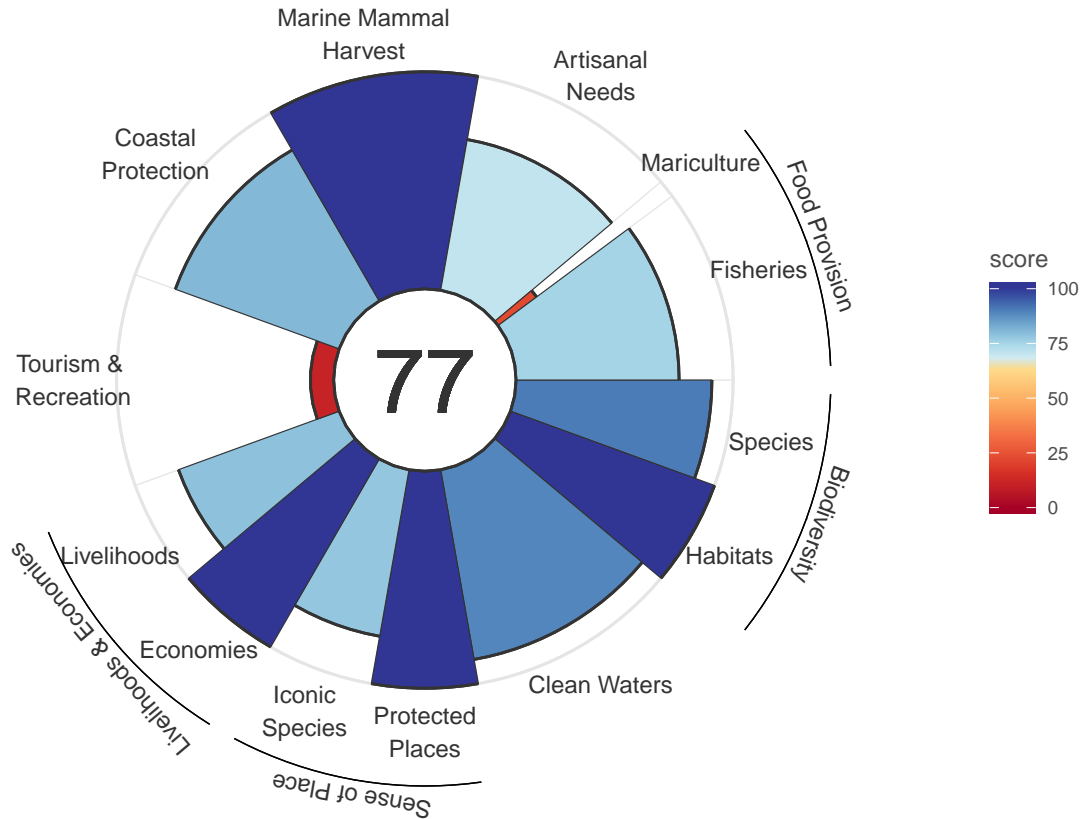 Marine Mammal
Harvest
Artisanal
Needs
Coastal
Protection
Mariculture
Food Provision
Fisheries
score
100
75
50
25
0
77
Tourism &
Recreation
Species
Biodiversity
Habitats
Livelihoods
Livelihoods & Economies
Economies
Iconic
Species
Protected
Places
Clean Waters
Sense of Place